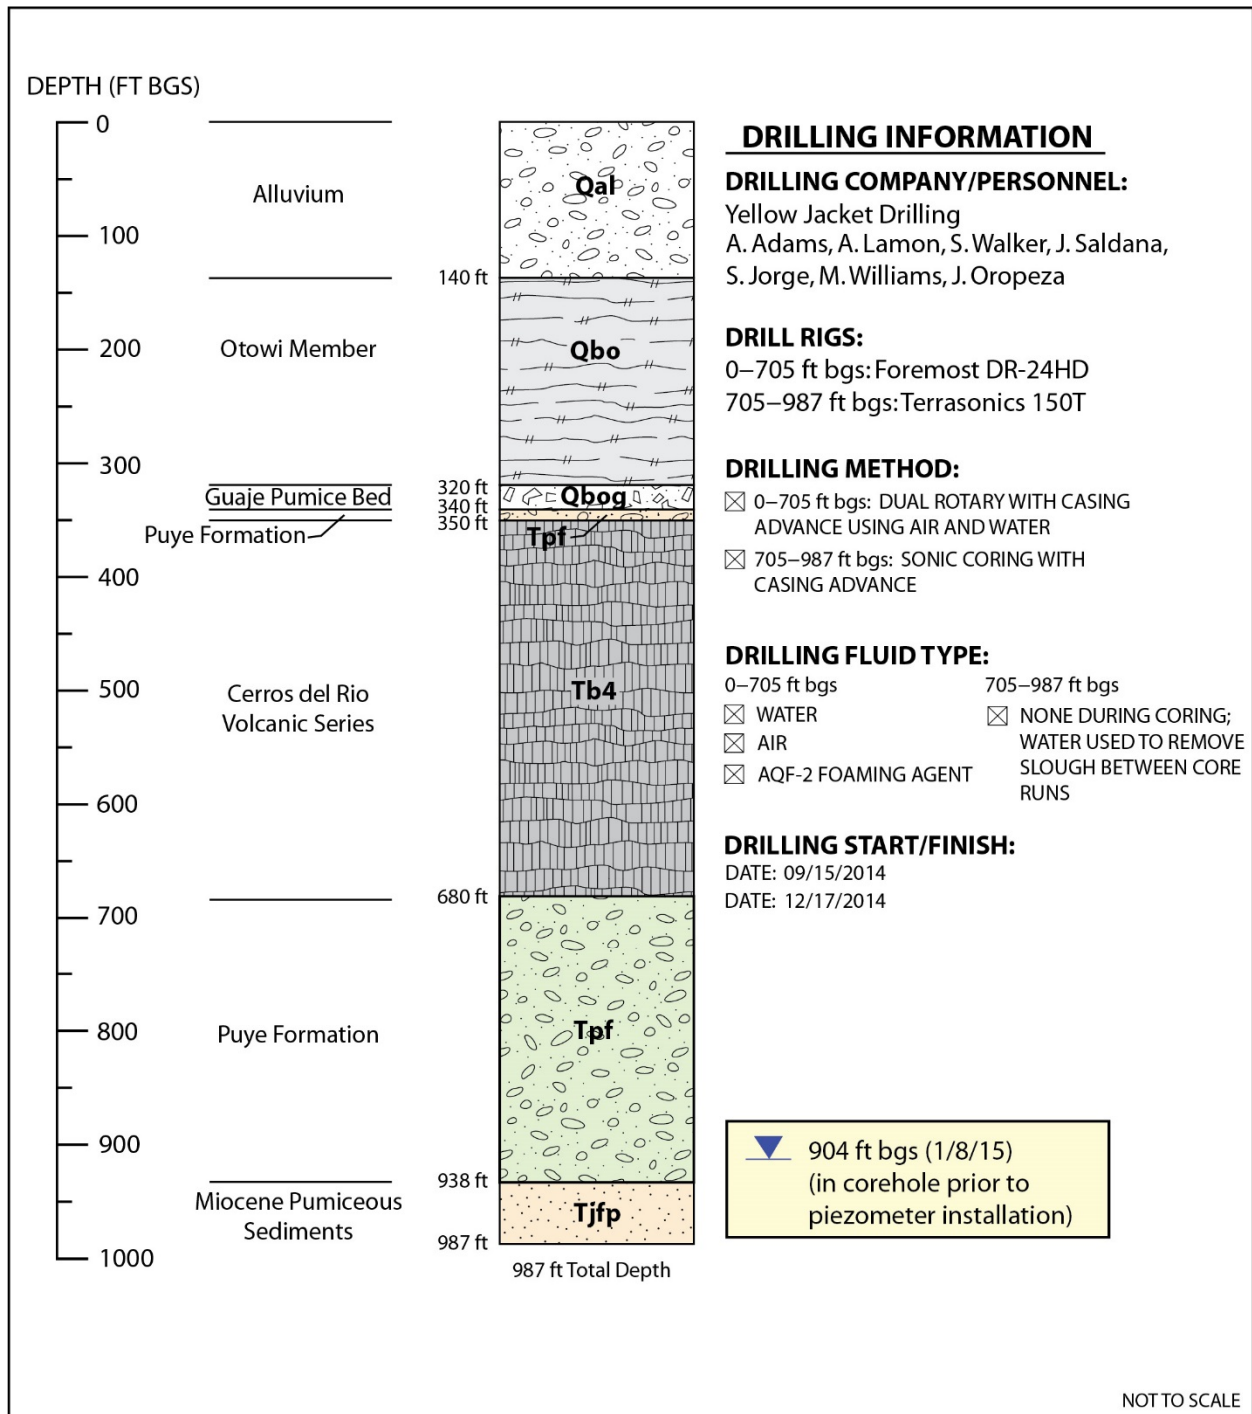 DEPTH (FT BGS)
0
100
200
300
400
500
600
700
800
900
1000
Alluvium
Otowi Member
Guaje Pumice Bed
Puye Formation
Cerros del Rio
Volcanic Series
Puye Formation
Miocene Pumiceous
Sediments
140 ft
320 ft
340 ft
350 ft
680 ft
938 ft
987 ft
Qal
Qbo
Qbog
Tpf
Tb4
Tpf
Tjfp
987 ft Total Depth
DRILLING INFORMATION
DRILLING COMPANY/PERSONNEL:
Yellow Jacket Drilling
A. Adams, A. Lamon, S. Walker, J. Saldana,
S. Jorge, M. Williams, J. Oropeza
DRILL RIGS:
0–705 ft bgs: Foremost DR-24HD
705–987 ft bgs: Terrasonics 150T
DRILLING METHOD:
0–705 ft bgs: DUAL ROTARY WITH CASING
ADVANCE USING AIR AND WATER
705–987 ft bgs: SONIC CORING WITH
CASING ADVANCE
DRILLING FLUID TYPE:
0–705 ft bgs
WATER
AIR
AQF-2 FOAMING AGENT
705–987 ft bgs
NONE DURING CORING;
WATER USED TO REMOVE
SLOUGH BETWEEN CORE
RUNS
DRILLING START/FINISH:
DATE: 09/15/2014
DATE: 12/17/2014
904 ft bgs (1/8/15)
(in corehole prior to
piezometer installation)
NOT TO SCALE